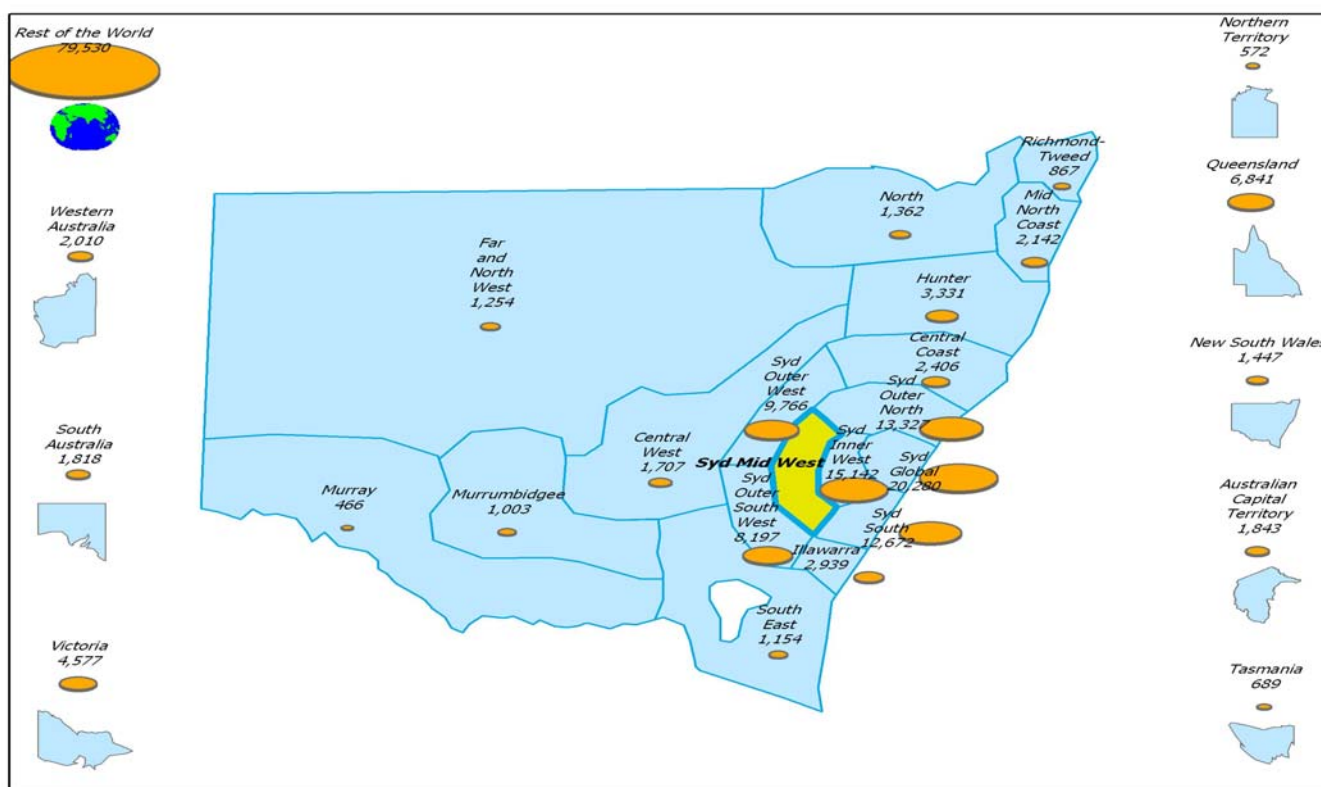 Rest of the World
79,530
Western
Australia
2,010
South
Australia
1,818
Victoria
4,577
Far
and
North
West
1,254
Murray
466
Murrumbidgee
1,003
Central
West
1,707
North
1,362
Richmond-
Tweed
867
Mid
North
Coast
2,142
Hunter
3,331
Central
Coast
2,406
Syd
Outer
West
9,766
Syd
Outer
North
13,327
Syd Mid West
Syd
Inner
West
15,142
Syd
Global
20,280
Syd
Outer
South
West
8,197
Syd
South
12,672
Illawarra
2,939
South
East
1,154
Northern
Territory
572
Queensland
6,841
New South Wales
1,447
Australian
Capital
Territory
1,843
Tasmania
689